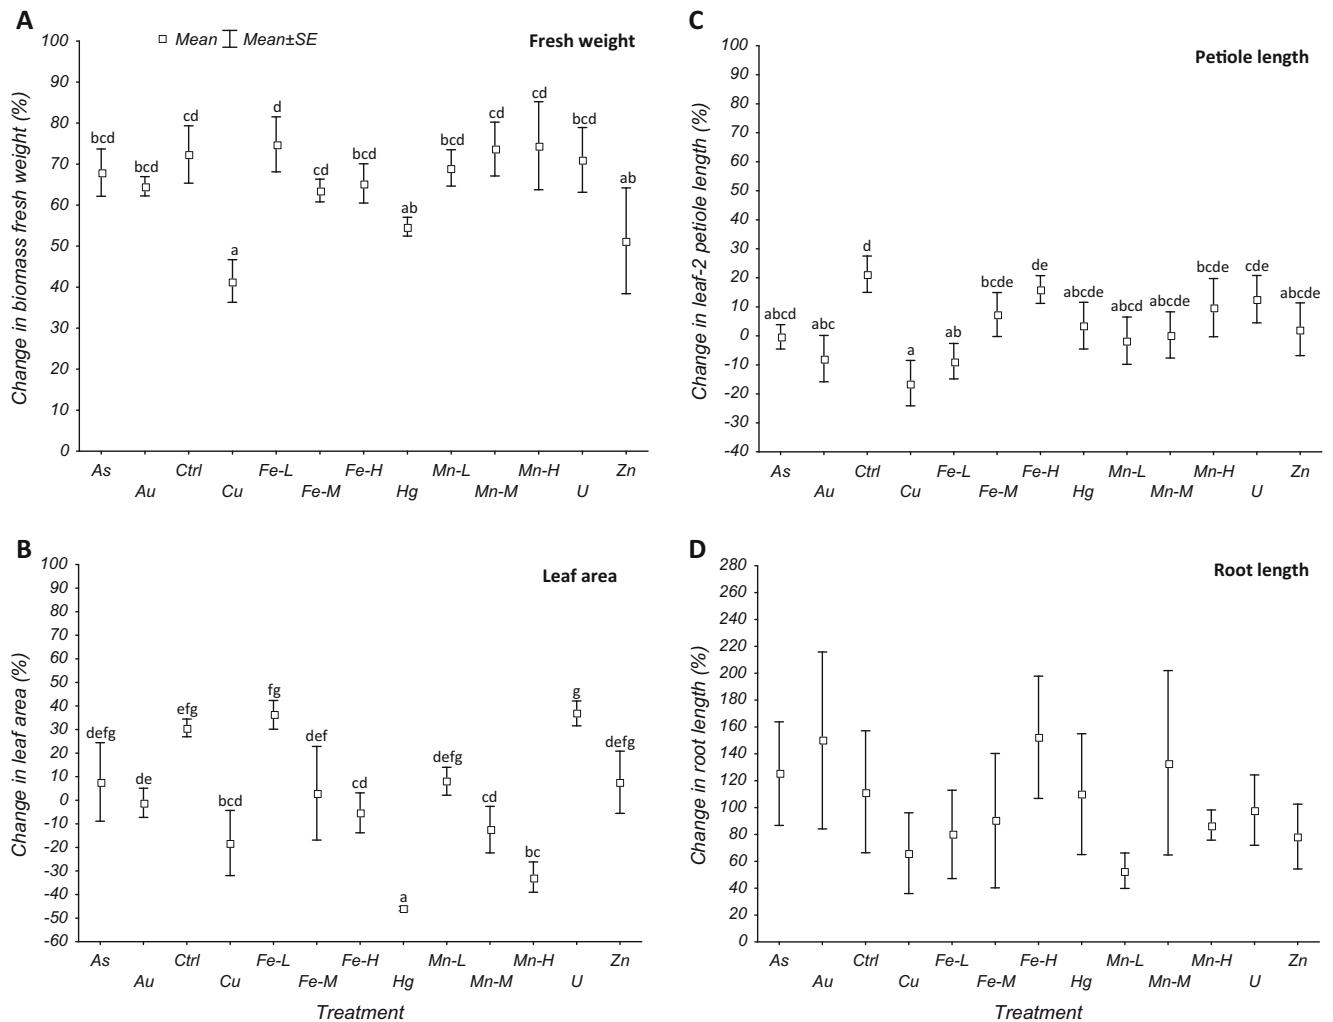 A
□ Mean ⌶ Mean±SE
Fresh weight
Change in biomass fresh weight (%)
100
90
80
70
60
50
40
30
20
10
0
bcd bcd cd a d cd bcd ab bcd cd cd bcd ab
As Ctrl Fe-L Fe-H Mn-L Mn-H Zn
Au Cu Fe-M Hg Mn-M U
B
Leaf area
Change in leaf area (%)
100
90
80
70
60
50
40
30
20
10
0
-10
-20
-30
-40
-50
-60
defg de efg bcd fg def cd a defg cd bc g defg
As Ctrl Fe-L Fe-H Mn-L Mn-H Zn
Au Cu Fe-M Hg Mn-M U
Treatment
C
Petiole length
Change in leaf-2 petiole length (%)
100
90
80
70
60
50
40
30
20
10
0
-10
-20
-30
-40
abcd abc d a ab bcde de abcde abcd abcde bcde cde abcde
As Ctrl Fe-L Fe-H Mn-L Mn-H Zn
Au Cu Fe-M Hg Mn-M U
D
Root length
Change in root length (%)
280
260
240
220
200
180
160
140
120
100
80
60
40
20
0
As Ctrl Fe-L Fe-H Mn-L Mn-H Zn
Au Cu Fe-M Hg Mn-M U
Treatment